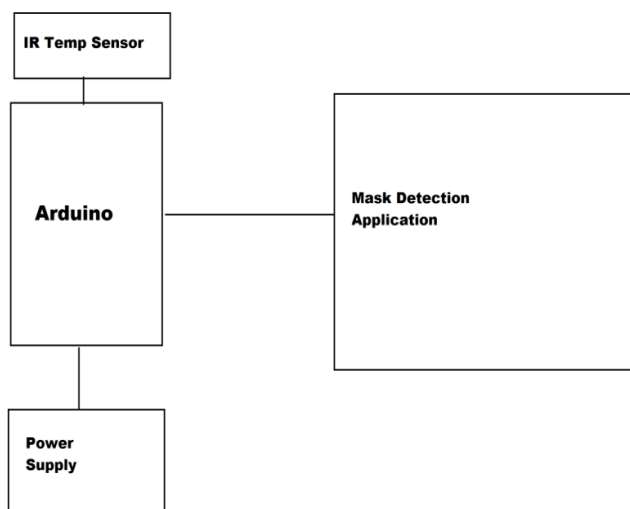 IR Temp Sensor
Arduino
Mask Detection
Application
Power
Supply